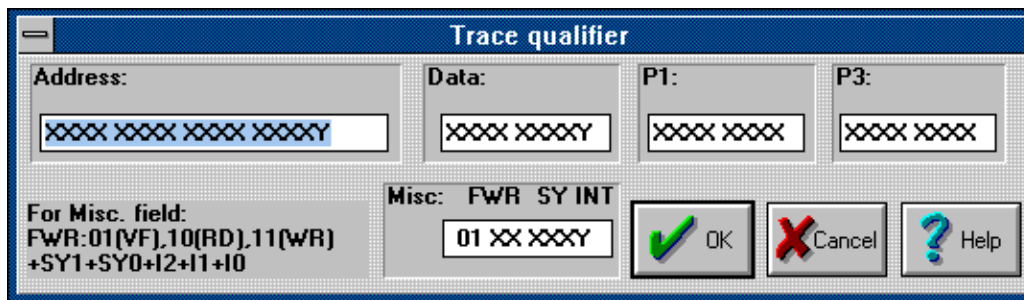 Trace qualifier
Address: Data: P1: P3:
XXXX XXXX XXXX XXXXY XXXX XXXXY XXXX XXXX XXXX XXXX
Misc: FWR SY INT
01 XX XXXY
For Misc. field:
FWR:01(VF),10(RD),11(WR)
+SY1+SY0+I2+I1+I0
OK Cancel Help